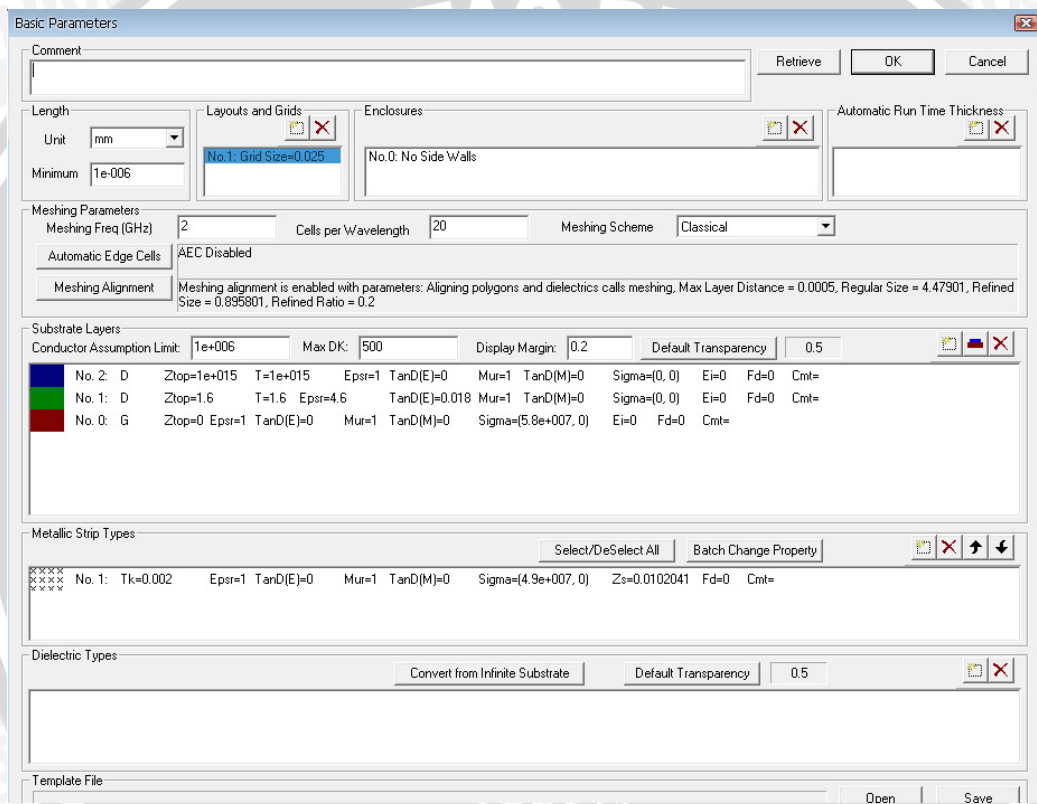 Basic Parameters
Comment
Retrieve OK Cancel
Length Layouts and Grids Enclosures Automatic Run Time Thickness
Unit mm
No.1: Grid Size=0.025 No.0: No Side Walls
Minimum 1e-006
Meshing Parameters
Meshing Freq (GHz) 2 Cells per Wavelength 20 Meshing Scheme Classical
Automatic Edge Cells AEC Disabled
Meshing Alignment Meshing alignment is enabled with parameters: Aligning polygons and dielectrics calls meshing, Max Layer Distance = 0.0005, Regular Size = 4.47901, Refined
Size = 0.895801, Refined Ratio = 0.2
Substrate Layers
Conductor Assumption Limit: 1e+006 Max DK: 500 Display Margin: 0.2 Default Transparency 0.5
No. 2: D Ztop=1e+015 T=1e+015 Epsr=1 TanD(E)=0 Mur=1 TanD(M)=0 Sigma=(0, 0) Ei=0 Fd=0 Cmt=
No. 1: D Ztop=1.6 T=1.6 Epsr=4.6 TanD(E)=0.018 Mur=1 TanD(M)=0 Sigma=(0, 0) Ei=0 Fd=0 Cmt=
No. 0: G Ztop=0 Epsr=1 TanD(E)=0 Mur=1 TanD(M)=0 Sigma=(5.8e+007, 0) Ei=0 Fd=0 Cmt=
Metallic Strip Types
Select/DeSelect All Batch Change Property
No. 1: Tk=0.002 Epsr=1 TanD(E)=0 Mur=1 TanD(M)=0 Sigma=(4.9e+007, 0) Zs=0.0102041 Fd=0 Cmt=
Dielectric Types
Convert from Infinite Substrate Default Transparency 0.5
Template File
Open Save